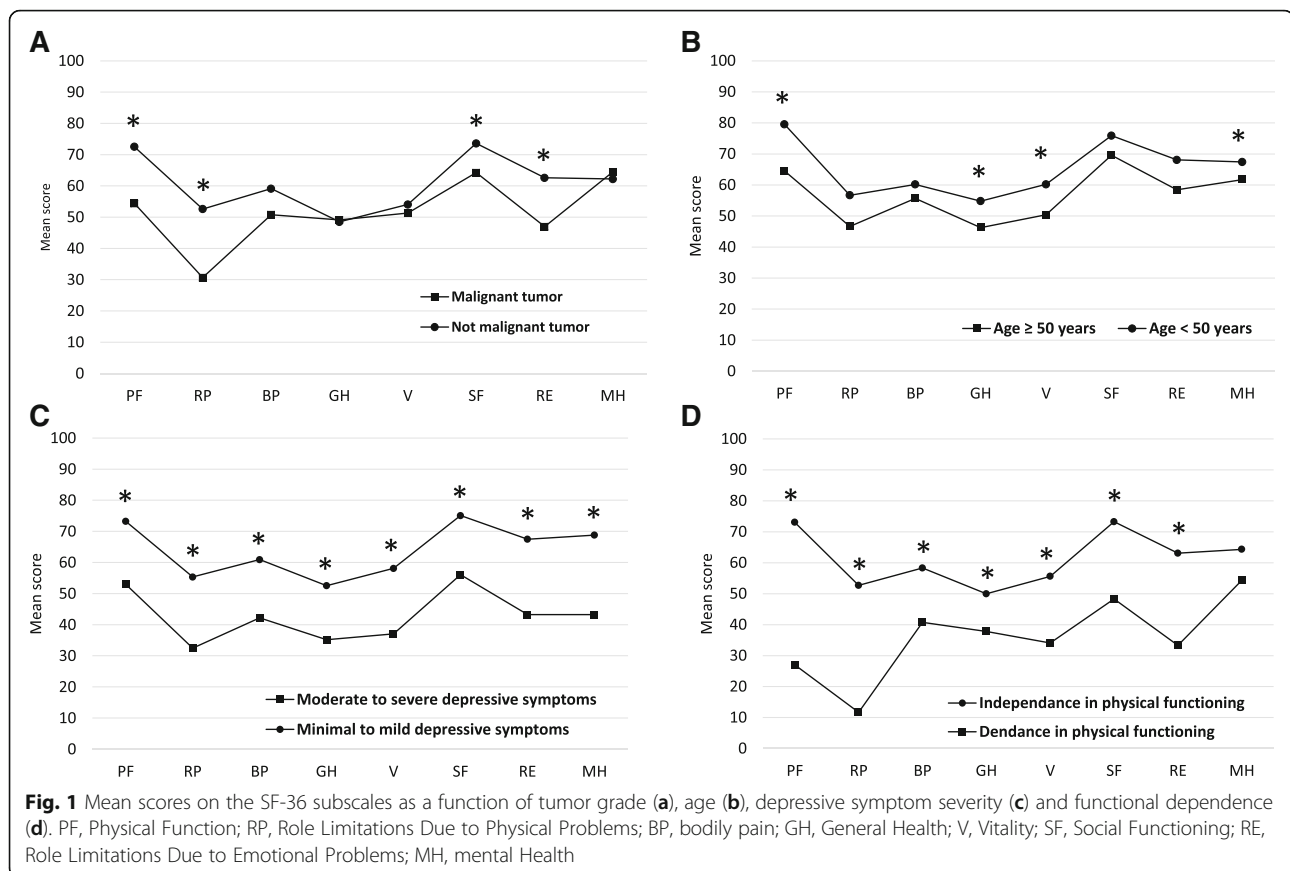 A
100
90
80
70
60
50
40
30
20
10
0
Mean score
* * * *
Malignant tumor
Not malignant tumor
PF RP BP GH V SF RE MH
B
100
90
80
70
60
50
40
30
20
10
0
Mean score
* * * *
Age ≥ 50 years Age < 50 years
PF RP BP GH V SF RE MH
C
100
90
80
70
60
50
40
30
20
10
0
Mean score
* * * * * * * *
Moderate to severe depressive symptoms
Minimal to mild depressive symptoms
PF RP BP GH V SF RE MH
D
100
90
80
70
60
50
40
30
20
10
0
Mean score
* * * * * * *
Independance in physical functioning
Dendance in physical functioning
PF RP BP GH V SF RE MH
Fig. 1 Mean scores on the SF-36 subscales as a function of tumor grade (a), age (b), depressive symptom severity (c) and functional dependence
(d). PF, Physical Function; RP, Role Limitations Due to Physical Problems; BP, bodily pain; GH, General Health; V, Vitality; SF, Social Functioning; RE,
Role Limitations Due to Emotional Problems; MH, mental Health